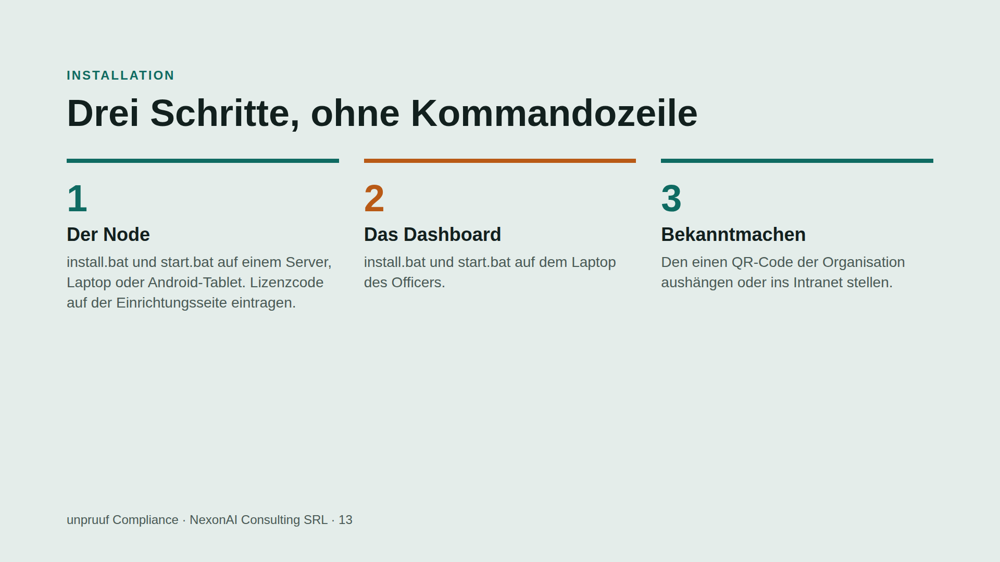 INSTALLATION
Drei Schritte, ohne Kommandozeile
1
Der Node
install.bat und start.bat auf einem Server,
Laptop oder Android-Tablet. Lizenzcode
auf der Einrichtungsseite eintragen.
2
Das Dashboard
install.bat und start.bat auf dem Laptop
des Officers.
3
Bekanntmachen
Den einen QR-Code der Organisation
aushängen oder ins Intranet stellen.
unpruuf Compliance · NexonAI Consulting SRL · 13